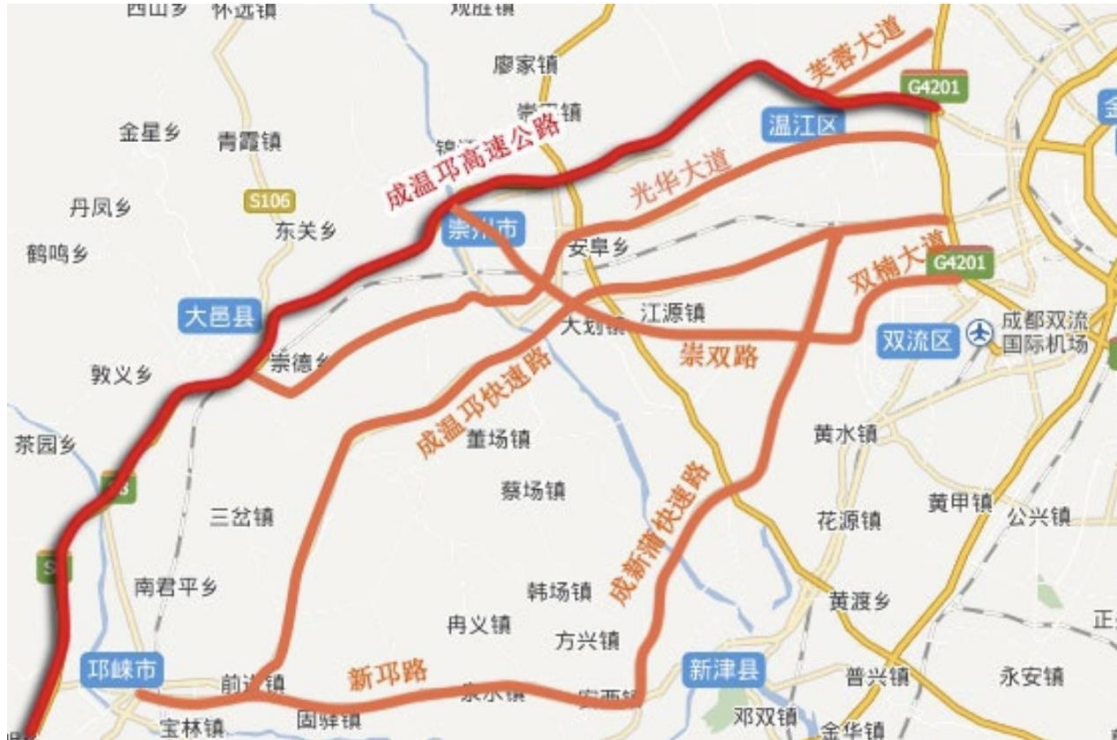 西山乡
怀远镇
观胜镇
廖家镇
芙蓉大道
G4201
金星乡
青霞镇
温江区
成温邛高速公路
光华大道
S106
丹凤乡
东关乡
崇州市
鹤鸣乡
安阜乡
双楠大道
G4201
大邑县
江源镇
大划镇
成都双流
国际机场
双流区
崇德乡
崇双路
敦义乡
成温邛快速路
茶园乡
董场镇
黄水镇
蔡场镇
成新蒲快速路
三岔镇
花源镇
黄甲镇
公兴镇
南君平乡
韩场镇
黄渡乡
冉义镇
方兴镇
邛崃市
前进镇
新邛路
新津县
普兴镇
永安镇
宝林镇
固驿镇
邓双镇
金华镇